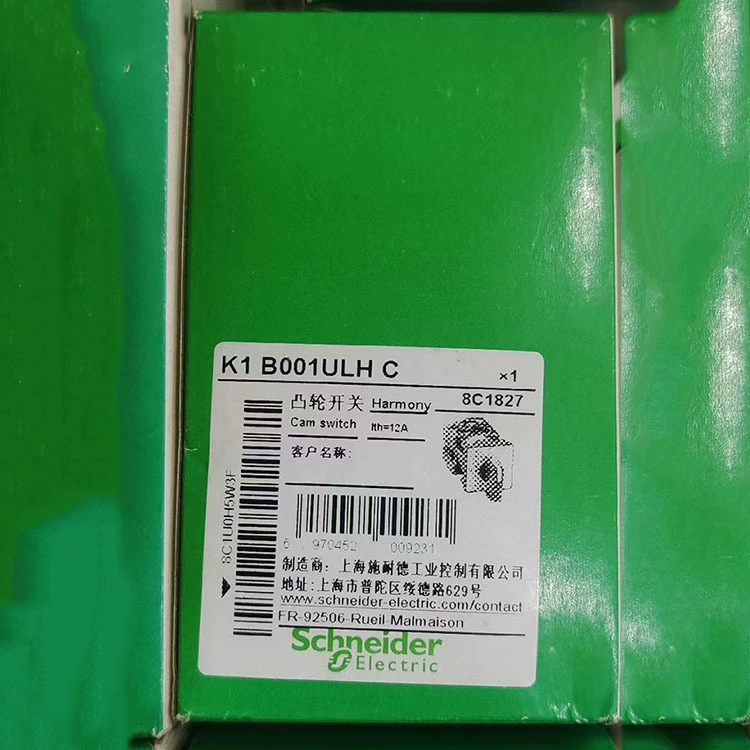 K1 B001ULH C ×1
凸轮开关 Harmony 8C1827
Cam switch Ith=12A
客户名称:
6 970452 009231
8C1U0H5W3F
制造商: 上海施耐德工业控制有限公司
地址: 上海市普陀区绥德路629号
www.schneider-electric.com/contact
FR-92506-Rueil-Malmaison
Schneider
Electric